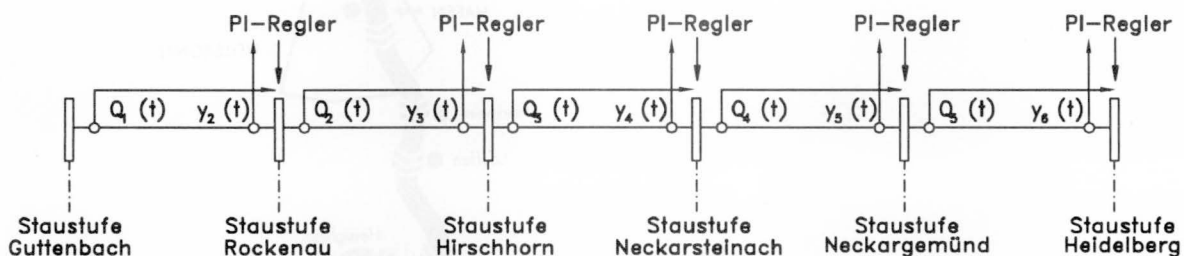 PI–Regler PI–Regler PI–Regler PI–Regler PI–Regler
Q₁ (t) y₂ (t) Q₂ (t) y₃ (t) Q₃ (t) y₄ (t) Q₄ (t) y₅ (t) Q₅ (t) y₆ (t)
Staustufe Staustufe Staustufe Staustufe Staustufe Staustufe
Guttenbach Rockenau Hirschhorn Neckarsteinach Neckargemünd Heidelberg